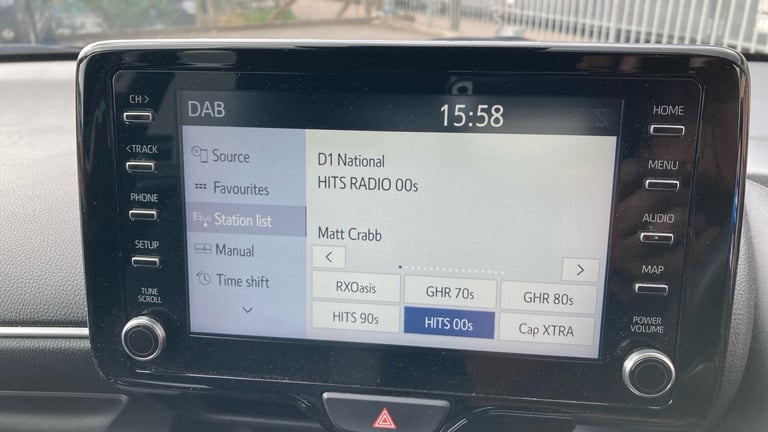 CH >
< TRACK
PHONE
SETUP
TUNE
SCROLL
DAB
15:58
Source
Favourites
Station list
Manual
Time shift
D1 National
HITS RADIO 00s
Matt Crabb
< >
RXOasis GHR 70s GHR 80s
HITS 90s HITS 00s Cap XTRA
HOME
MENU
AUDIO
MAP
POWER
VOLUME